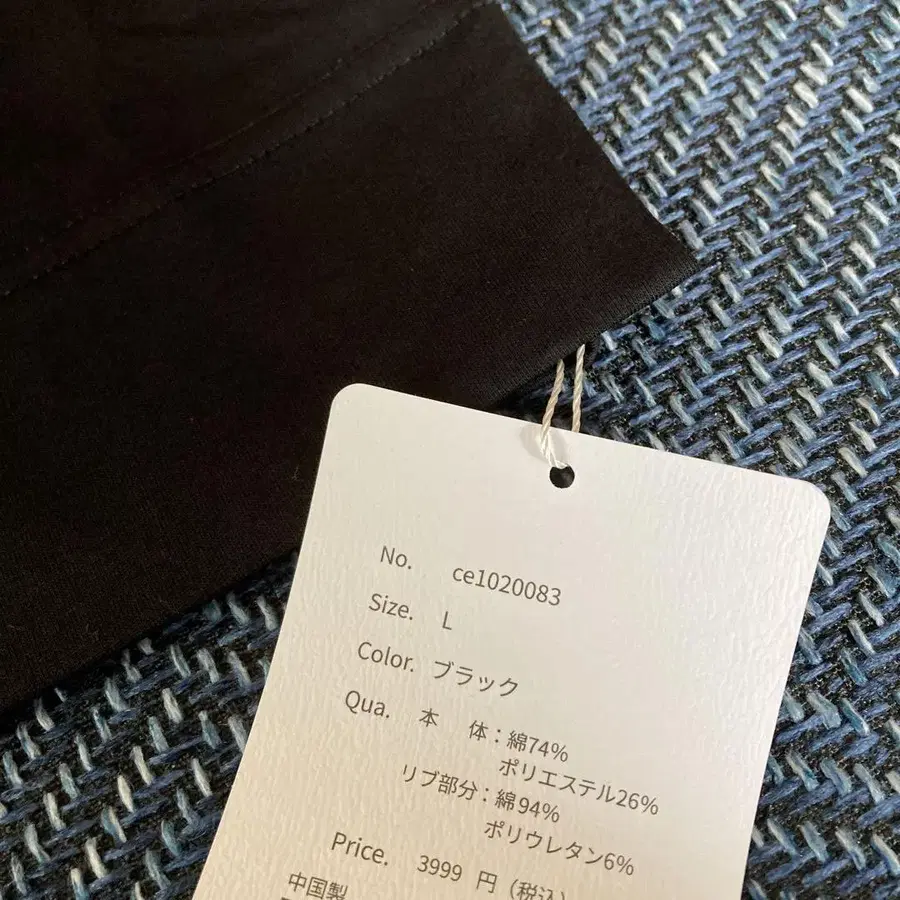 No. ce1020083
Size. L
Color. ブラック
Qua. 本 体：綿74%
ポリエステル26%
リブ部分：綿94%
ポリウレタン6%
Price. 3999 円（税込）
中国製